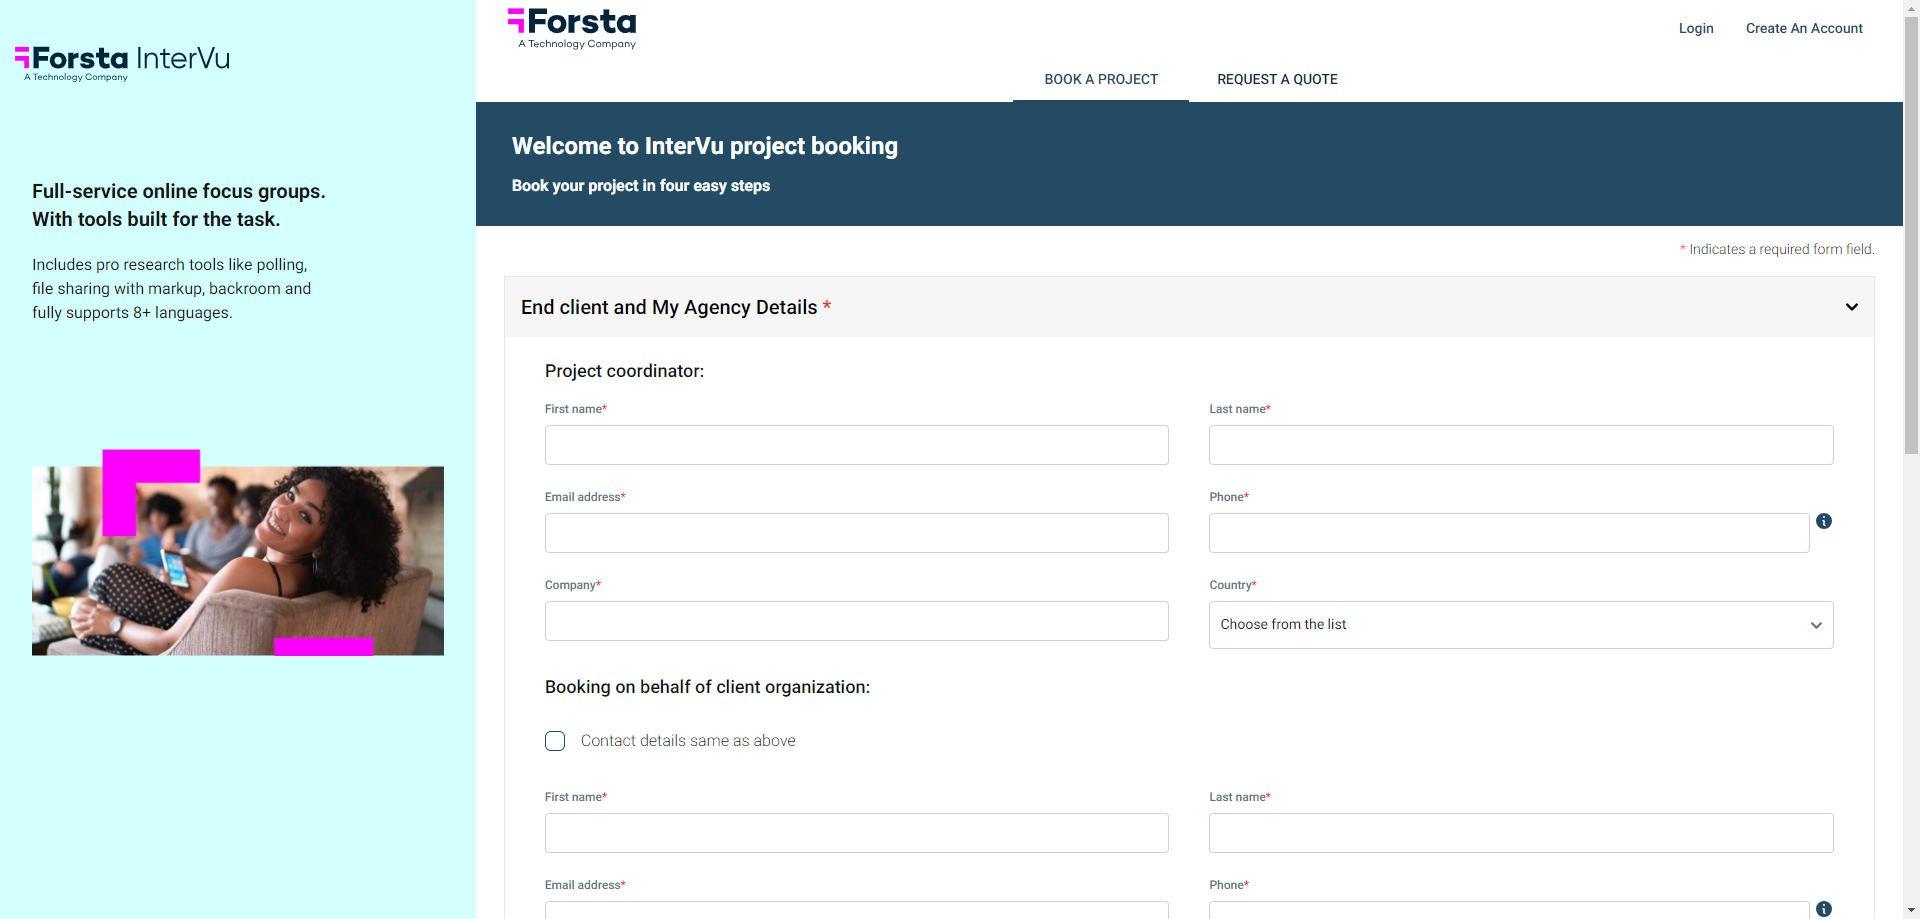 Forsta InterVu
A Technology Company
Full-service online focus groups.
With tools built for the task.
Includes pro research tools like polling,
file sharing with markup, backroom and
fully supports 8+ languages.
Forsta
A Technology Company
Login
Create An Account
BOOK A PROJECT
REQUEST A QUOTE
Welcome to InterVu project booking
Book your project in four easy steps
* Indicates a required form field.
End client and My Agency Details *
Project coordinator:
First name*
Last name*
Email address*
Phone*
Company*
Country*
Choose from the list
Booking on behalf of client organization:
Contact details same as above
First name*
Last name*
Email address*
Phone*